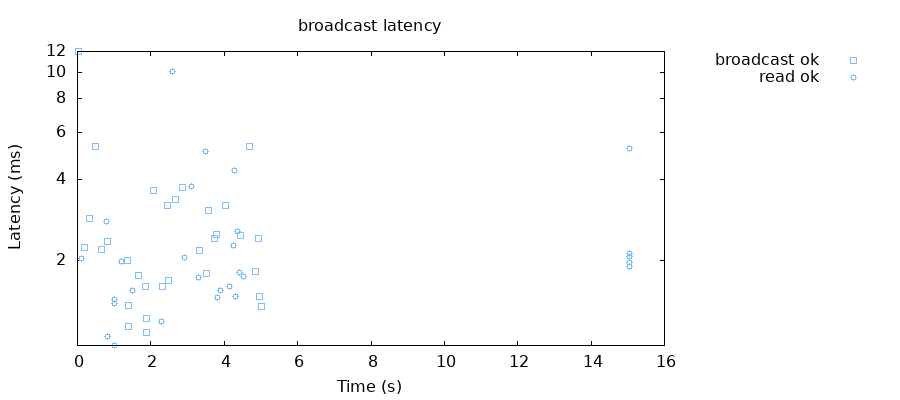 broadcast latency
12
10
8
6
4
2
Latency (ms)
0 2 4 6 8 10 12 14 16
Time (s)
broadcast ok
read ok